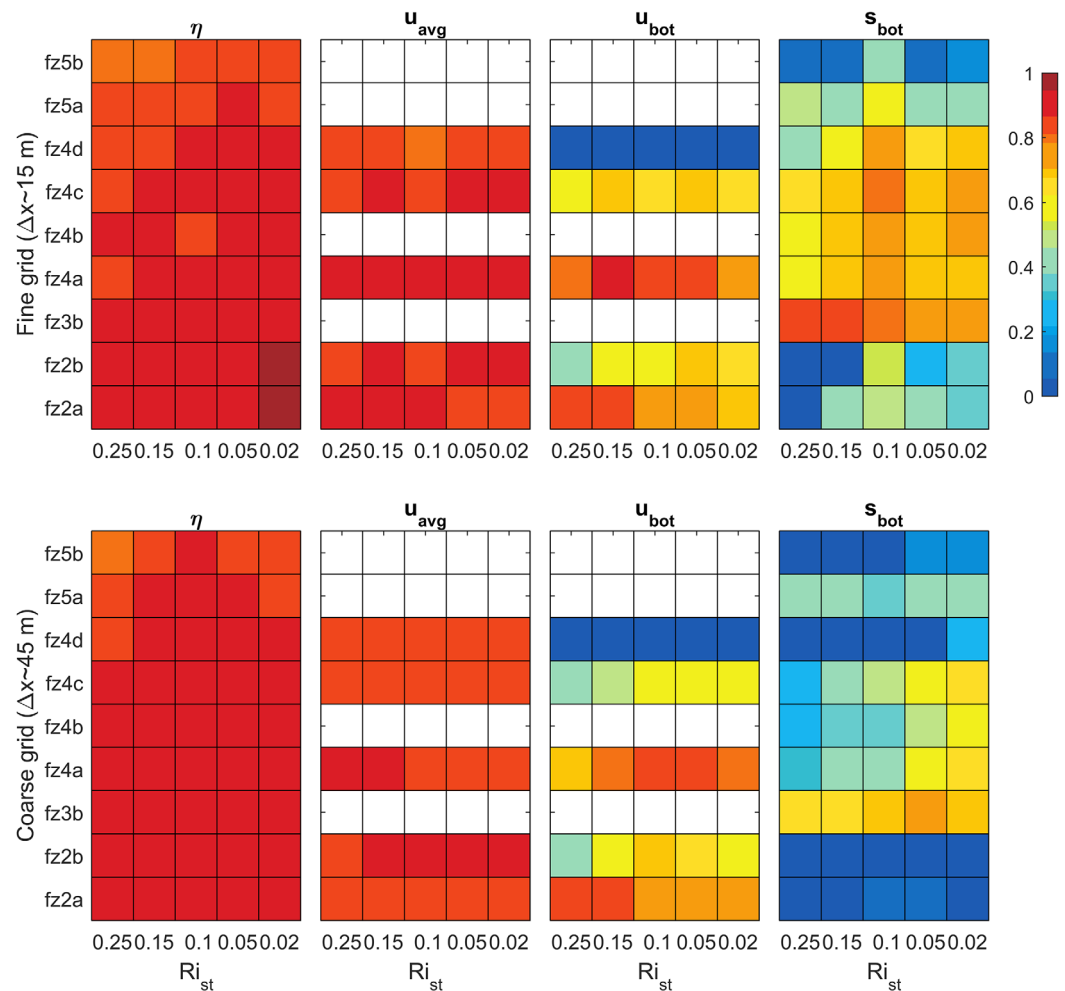 η u_avg u_bot s_bot
fz5b
fz5a
fz4d
fz4c
fz4b
fz4a
fz3b
fz2b
fz2a
Fine grid (Δx~15 m)
0.25 0.15 0.1 0.05 0.02 0.25 0.15 0.1 0.05 0.02 0.25 0.15 0.1 0.05 0.02 0.25 0.15 0.1 0.05 0.02
1
0.8
0.6
0.4
0.2
0
η u_avg u_bot s_bot
fz5b
fz5a
fz4d
fz4c
fz4b
fz4a
fz3b
fz2b
fz2a
Coarse grid (Δx~45 m)
0.25 0.15 0.1 0.05 0.02 0.25 0.15 0.1 0.05 0.02 0.25 0.15 0.1 0.05 0.02 0.25 0.15 0.1 0.05 0.02
Ri_st Ri_st Ri_st Ri_st